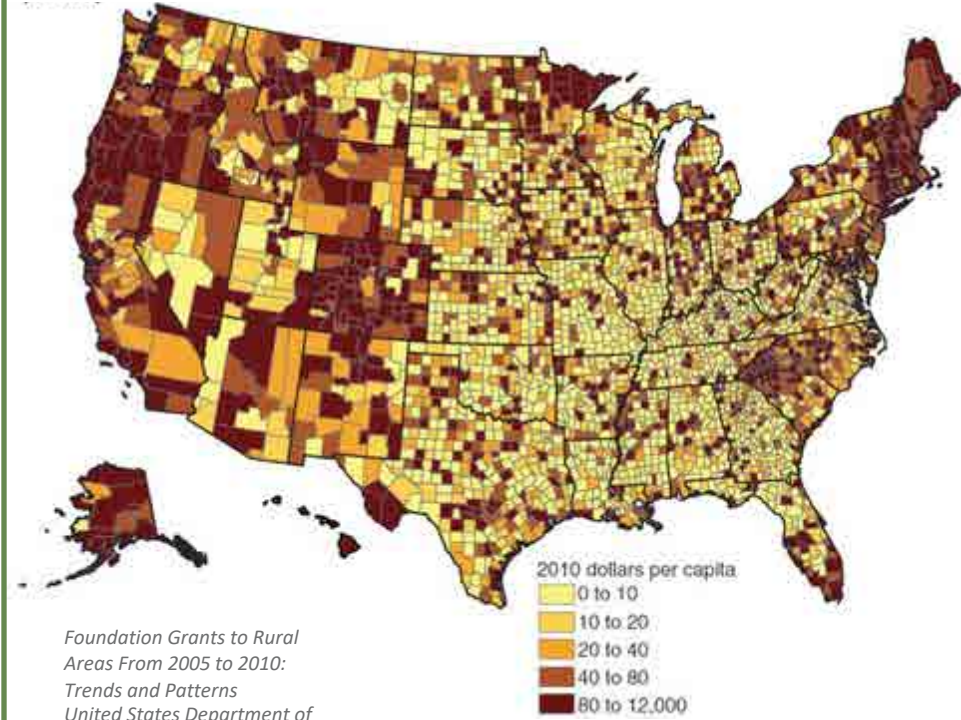 2010 dollars per capita
0 to 10
10 to 20
20 to 40
40 to 80
80 to 12,000
Foundation Grants to Rural
Areas From 2005 to 2010:
Trends and Patterns
United States Department of